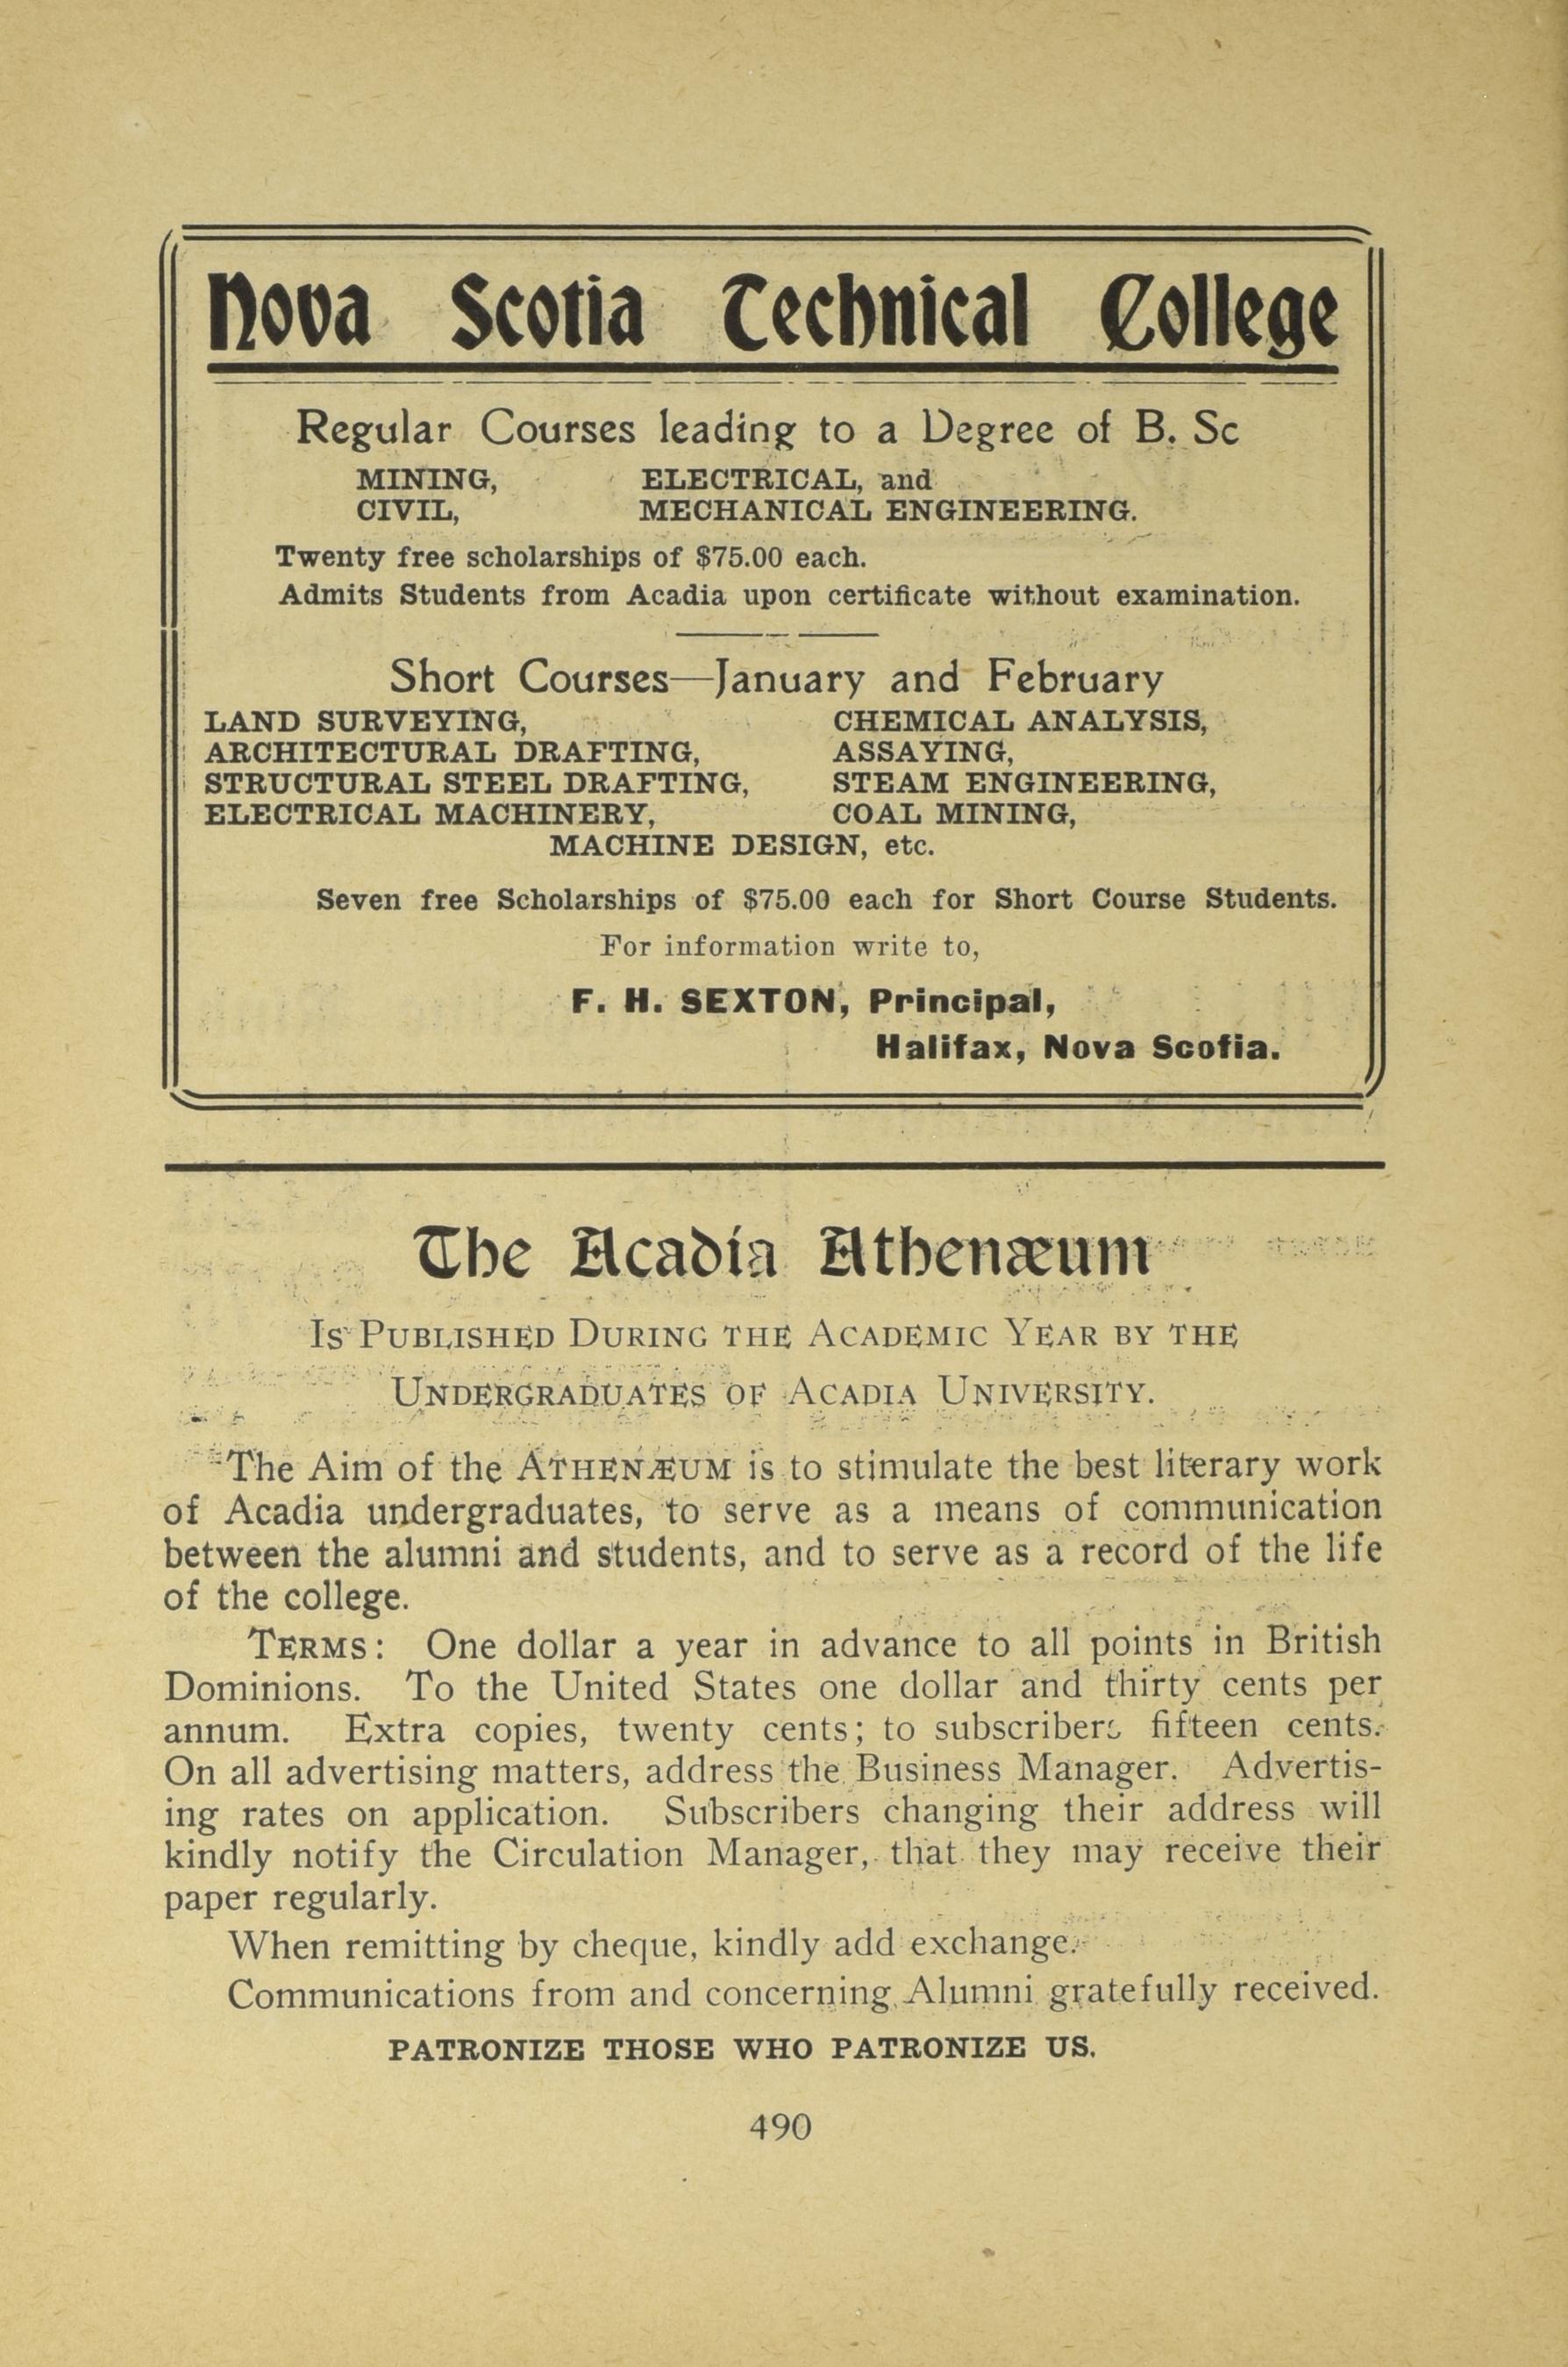 Nova Scotia Technical College
Regular Courses leading to a Degree of B. Sc
MINING, ELECTRICAL, and
CIVIL, MECHANICAL ENGINEERING.
Twenty free scholarships of $75.00 each.
Admits Students from Acadia upon certificate without examination.
Short Courses—January and February
LAND SURVEYING, CHEMICAL ANALYSIS,
ARCHITECTURAL DRAFTING, ASSAYING,
STRUCTURAL STEEL DRAFTING, STEAM ENGINEERING,
ELECTRICAL MACHINERY, COAL MINING,
MACHINE DESIGN, etc.
Seven free Scholarships of $75.00 each for Short Course Students.
For information write to,
F. H. SEXTON, Principal,
Halifax, Nova Scotia.
The Acadia Athenæum
IS PUBLISHED DURING THE ACADEMIC YEAR BY THE
UNDERGRADUATES OF ACADIA UNIVERSITY.
The Aim of the ATHENÆUM is to stimulate the best literary work
of Acadia undergraduates, to serve as a means of communication
between the alumni and students, and to serve as a record of the life
of the college.
TERMS: One dollar a year in advance to all points in British
Dominions. To the United States one dollar and thirty cents per
annum. Extra copies, twenty cents; to subscribers fifteen cents.
On all advertising matters, address the Business Manager. Advertis-
ing rates on application. Subscribers changing their address will
kindly notify the Circulation Manager, that they may receive their
paper regularly.
When remitting by cheque, kindly add exchange.
Communications from and concerning Alumni gratefully received.
PATRONIZE THOSE WHO PATRONIZE US.
490